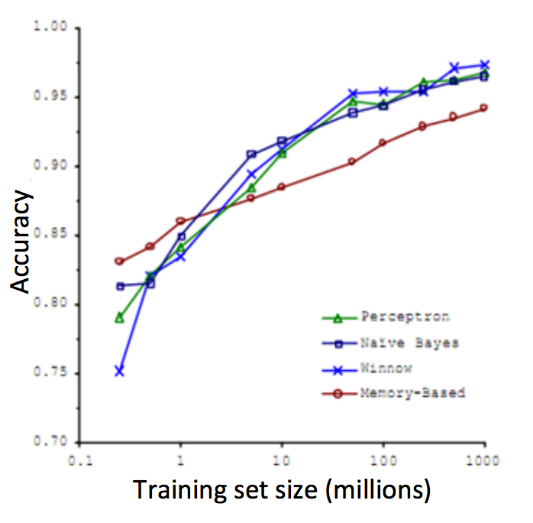 1.00
0.95
0.90
0.85
0.80
0.75
0.70
Accuracy
0.1 1 10 100 1000
Training set size (millions)
Perceptron
Naïve Bayes
Winnow
Memory-Based